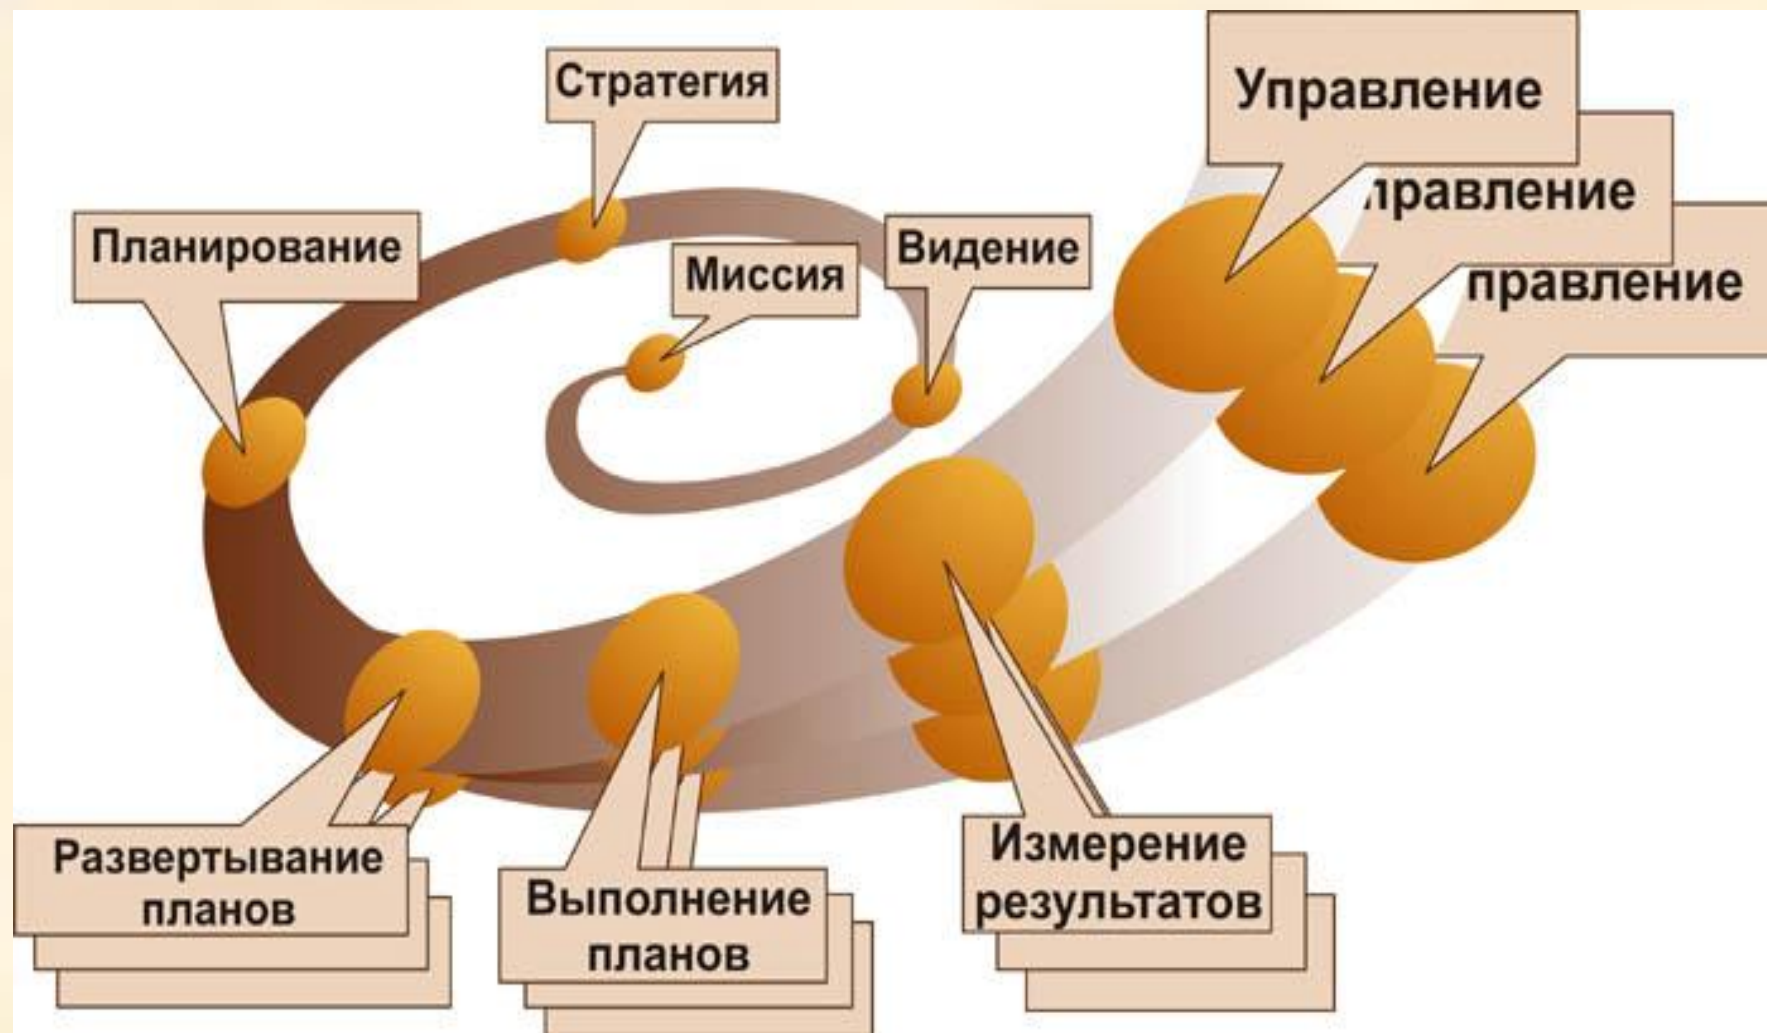 Стратегия
Управление
правление
правление
Планирование
Миссия
Видение
Развертывание
планов
Выполнение
планов
Измерение
результатов